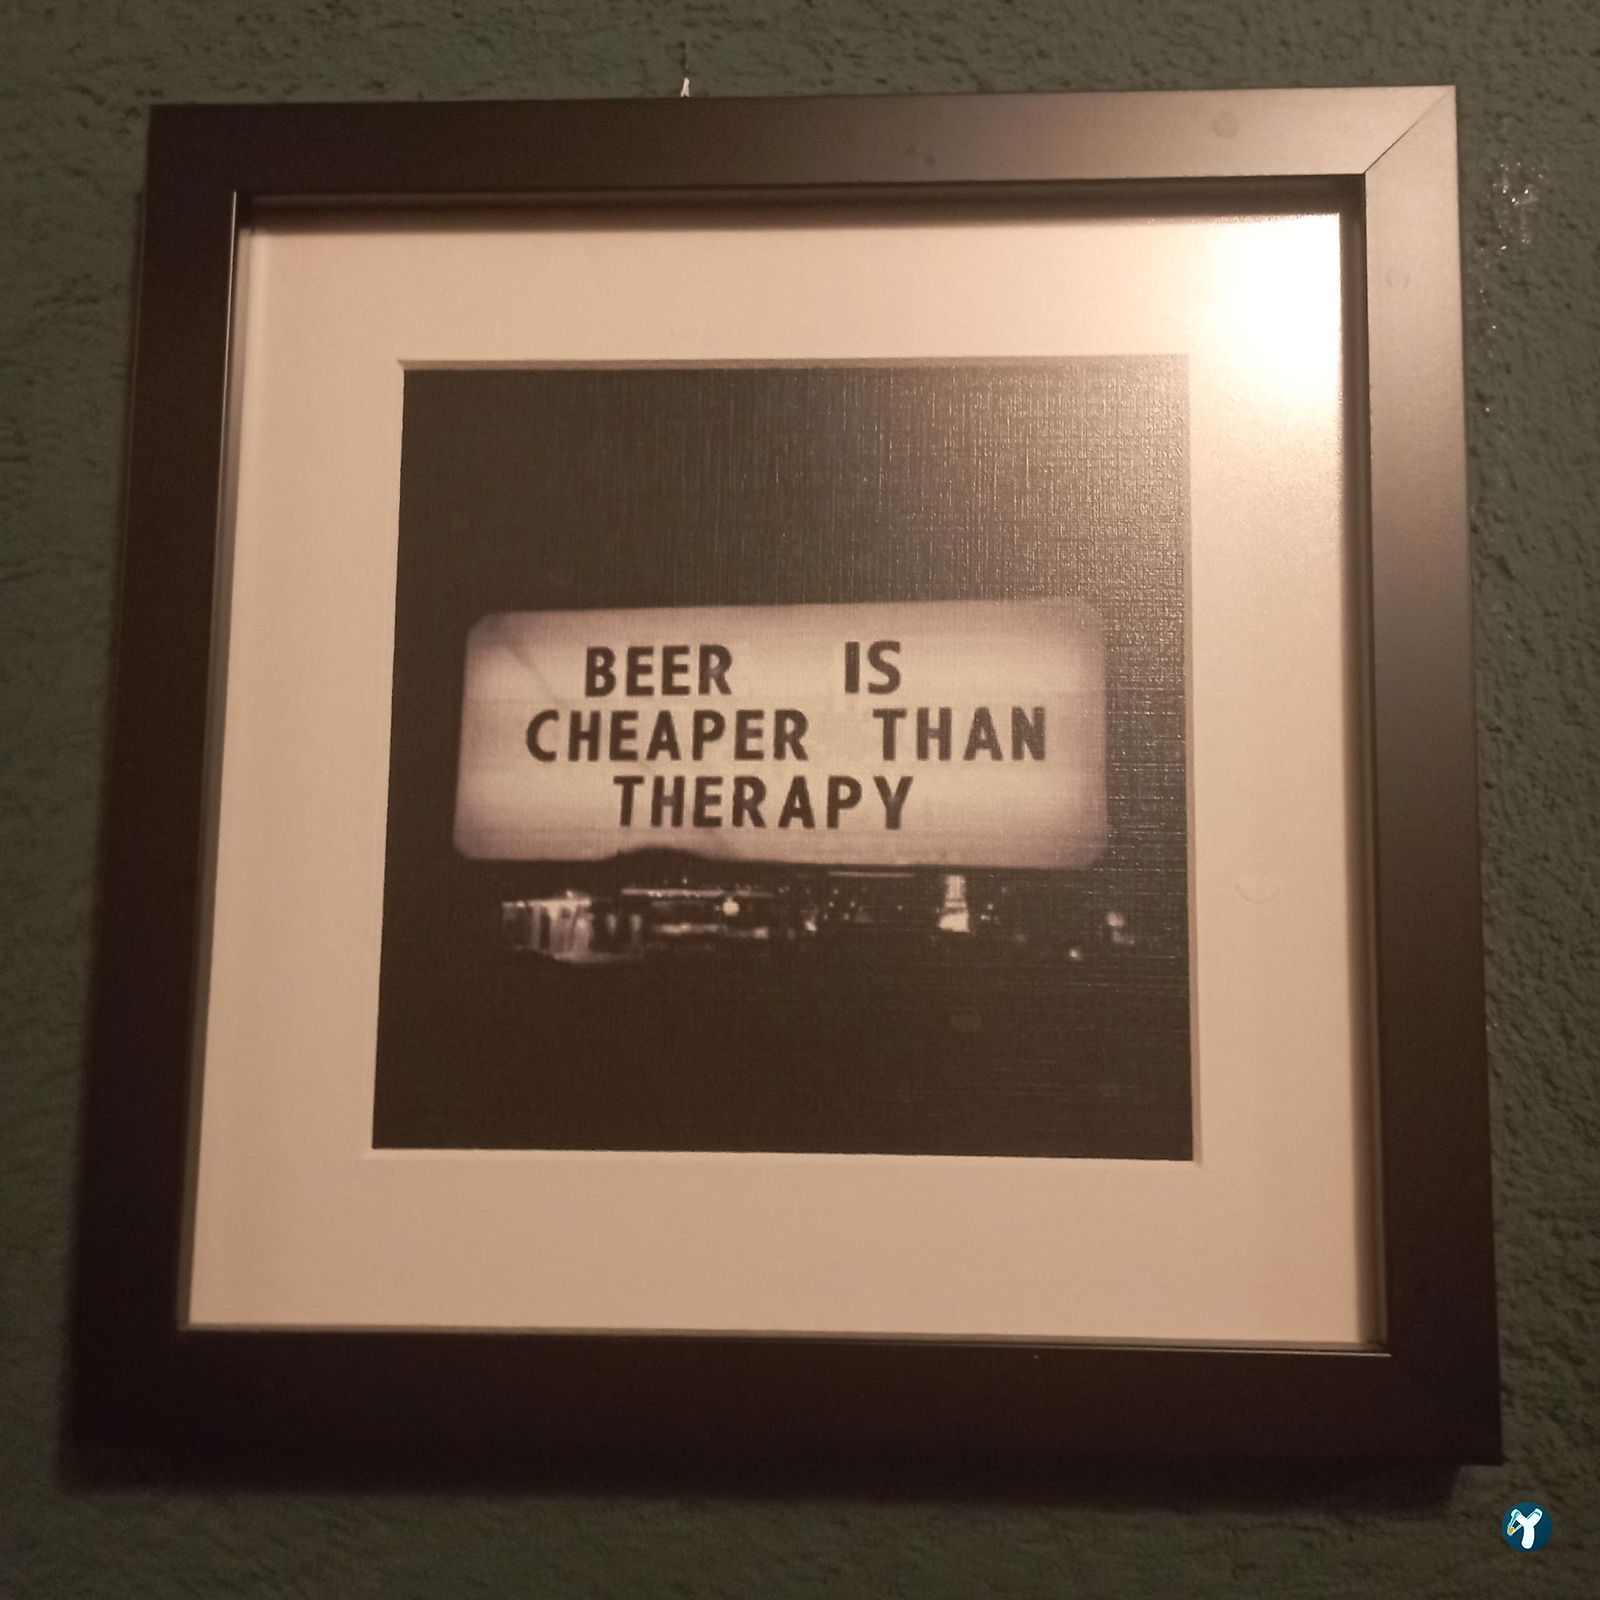 BEER IS
CHEAPER THAN
THERAPY